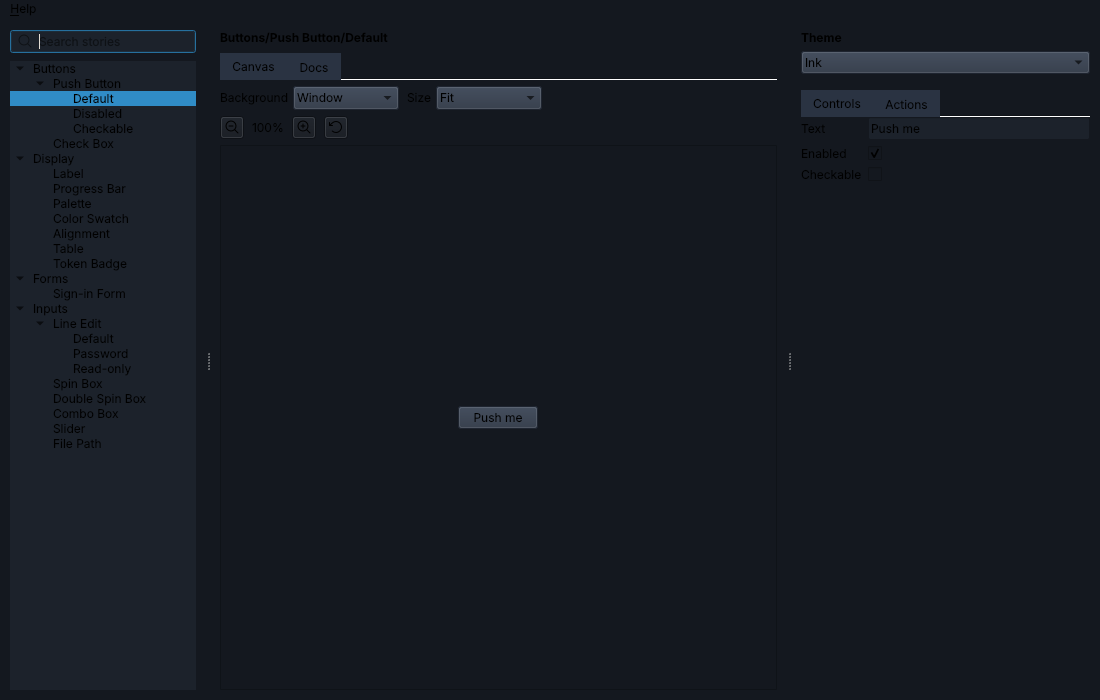 Help
Search stories
Buttons
Push Button
Default
Disabled
Checkable
Check Box
Display
Label
Progress Bar
Palette
Color Swatch
Alignment
Table
Token Badge
Forms
Sign-in Form
Inputs
Line Edit
Default
Password
Read-only
Spin Box
Double Spin Box
Combo Box
Slider
File Path
Buttons/Push Button/Default
Canvas Docs
Background Window Size Fit
100%
Push me
Theme
Ink
Controls Actions
Text Push me
Enabled
Checkable